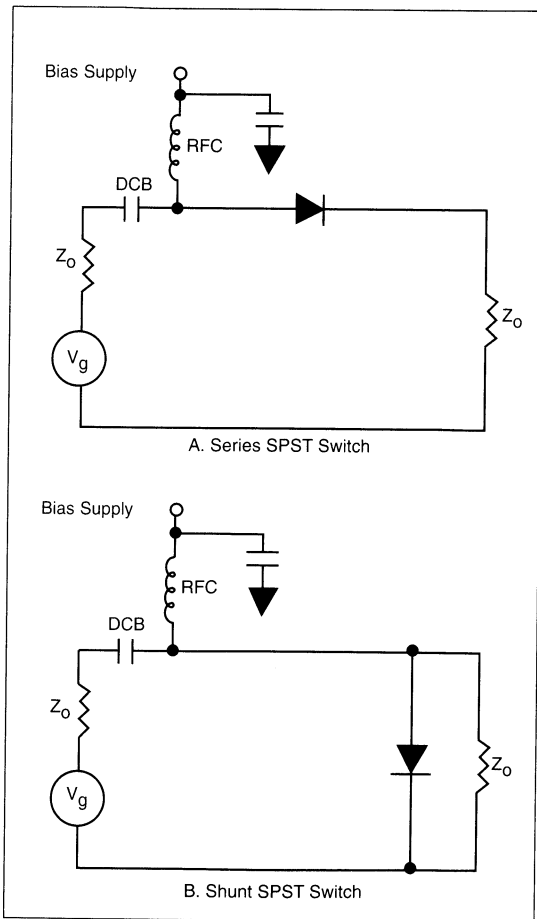 Bias Supply
RFC
DCB
Zo
Zo
Vg
A. Series SPST Switch
Bias Supply
RFC
DCB
Zo
Zo
Vg
B. Shunt SPST Switch